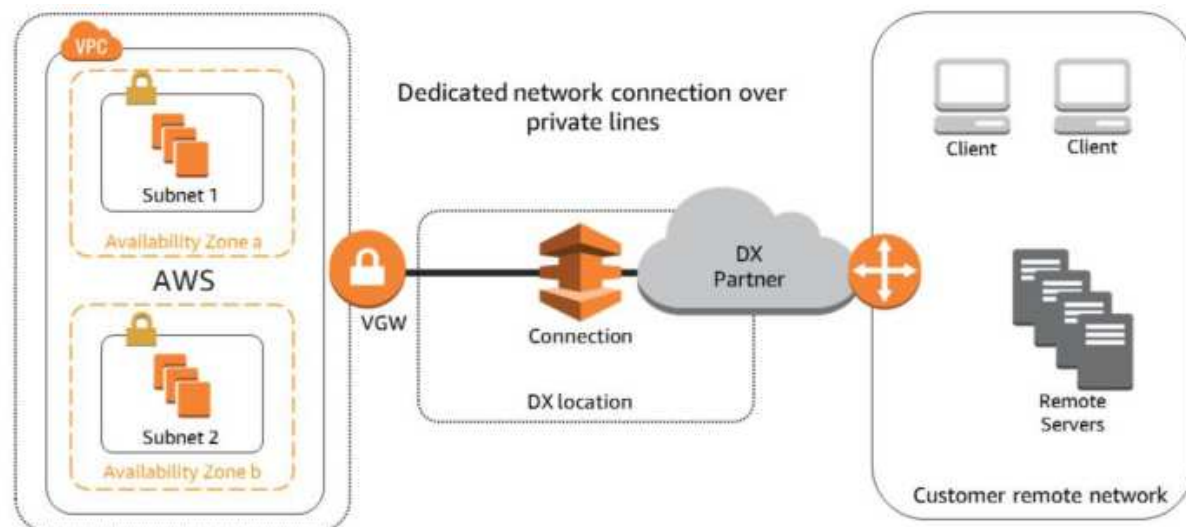 VPC
Subnet 1
Availability Zone a
AWS
Subnet 2
Availability Zone b
VGW
Dedicated network connection over
private lines
Connection
DX location
DX
Partner
Client
Client
Remote
Servers
Customer remote network